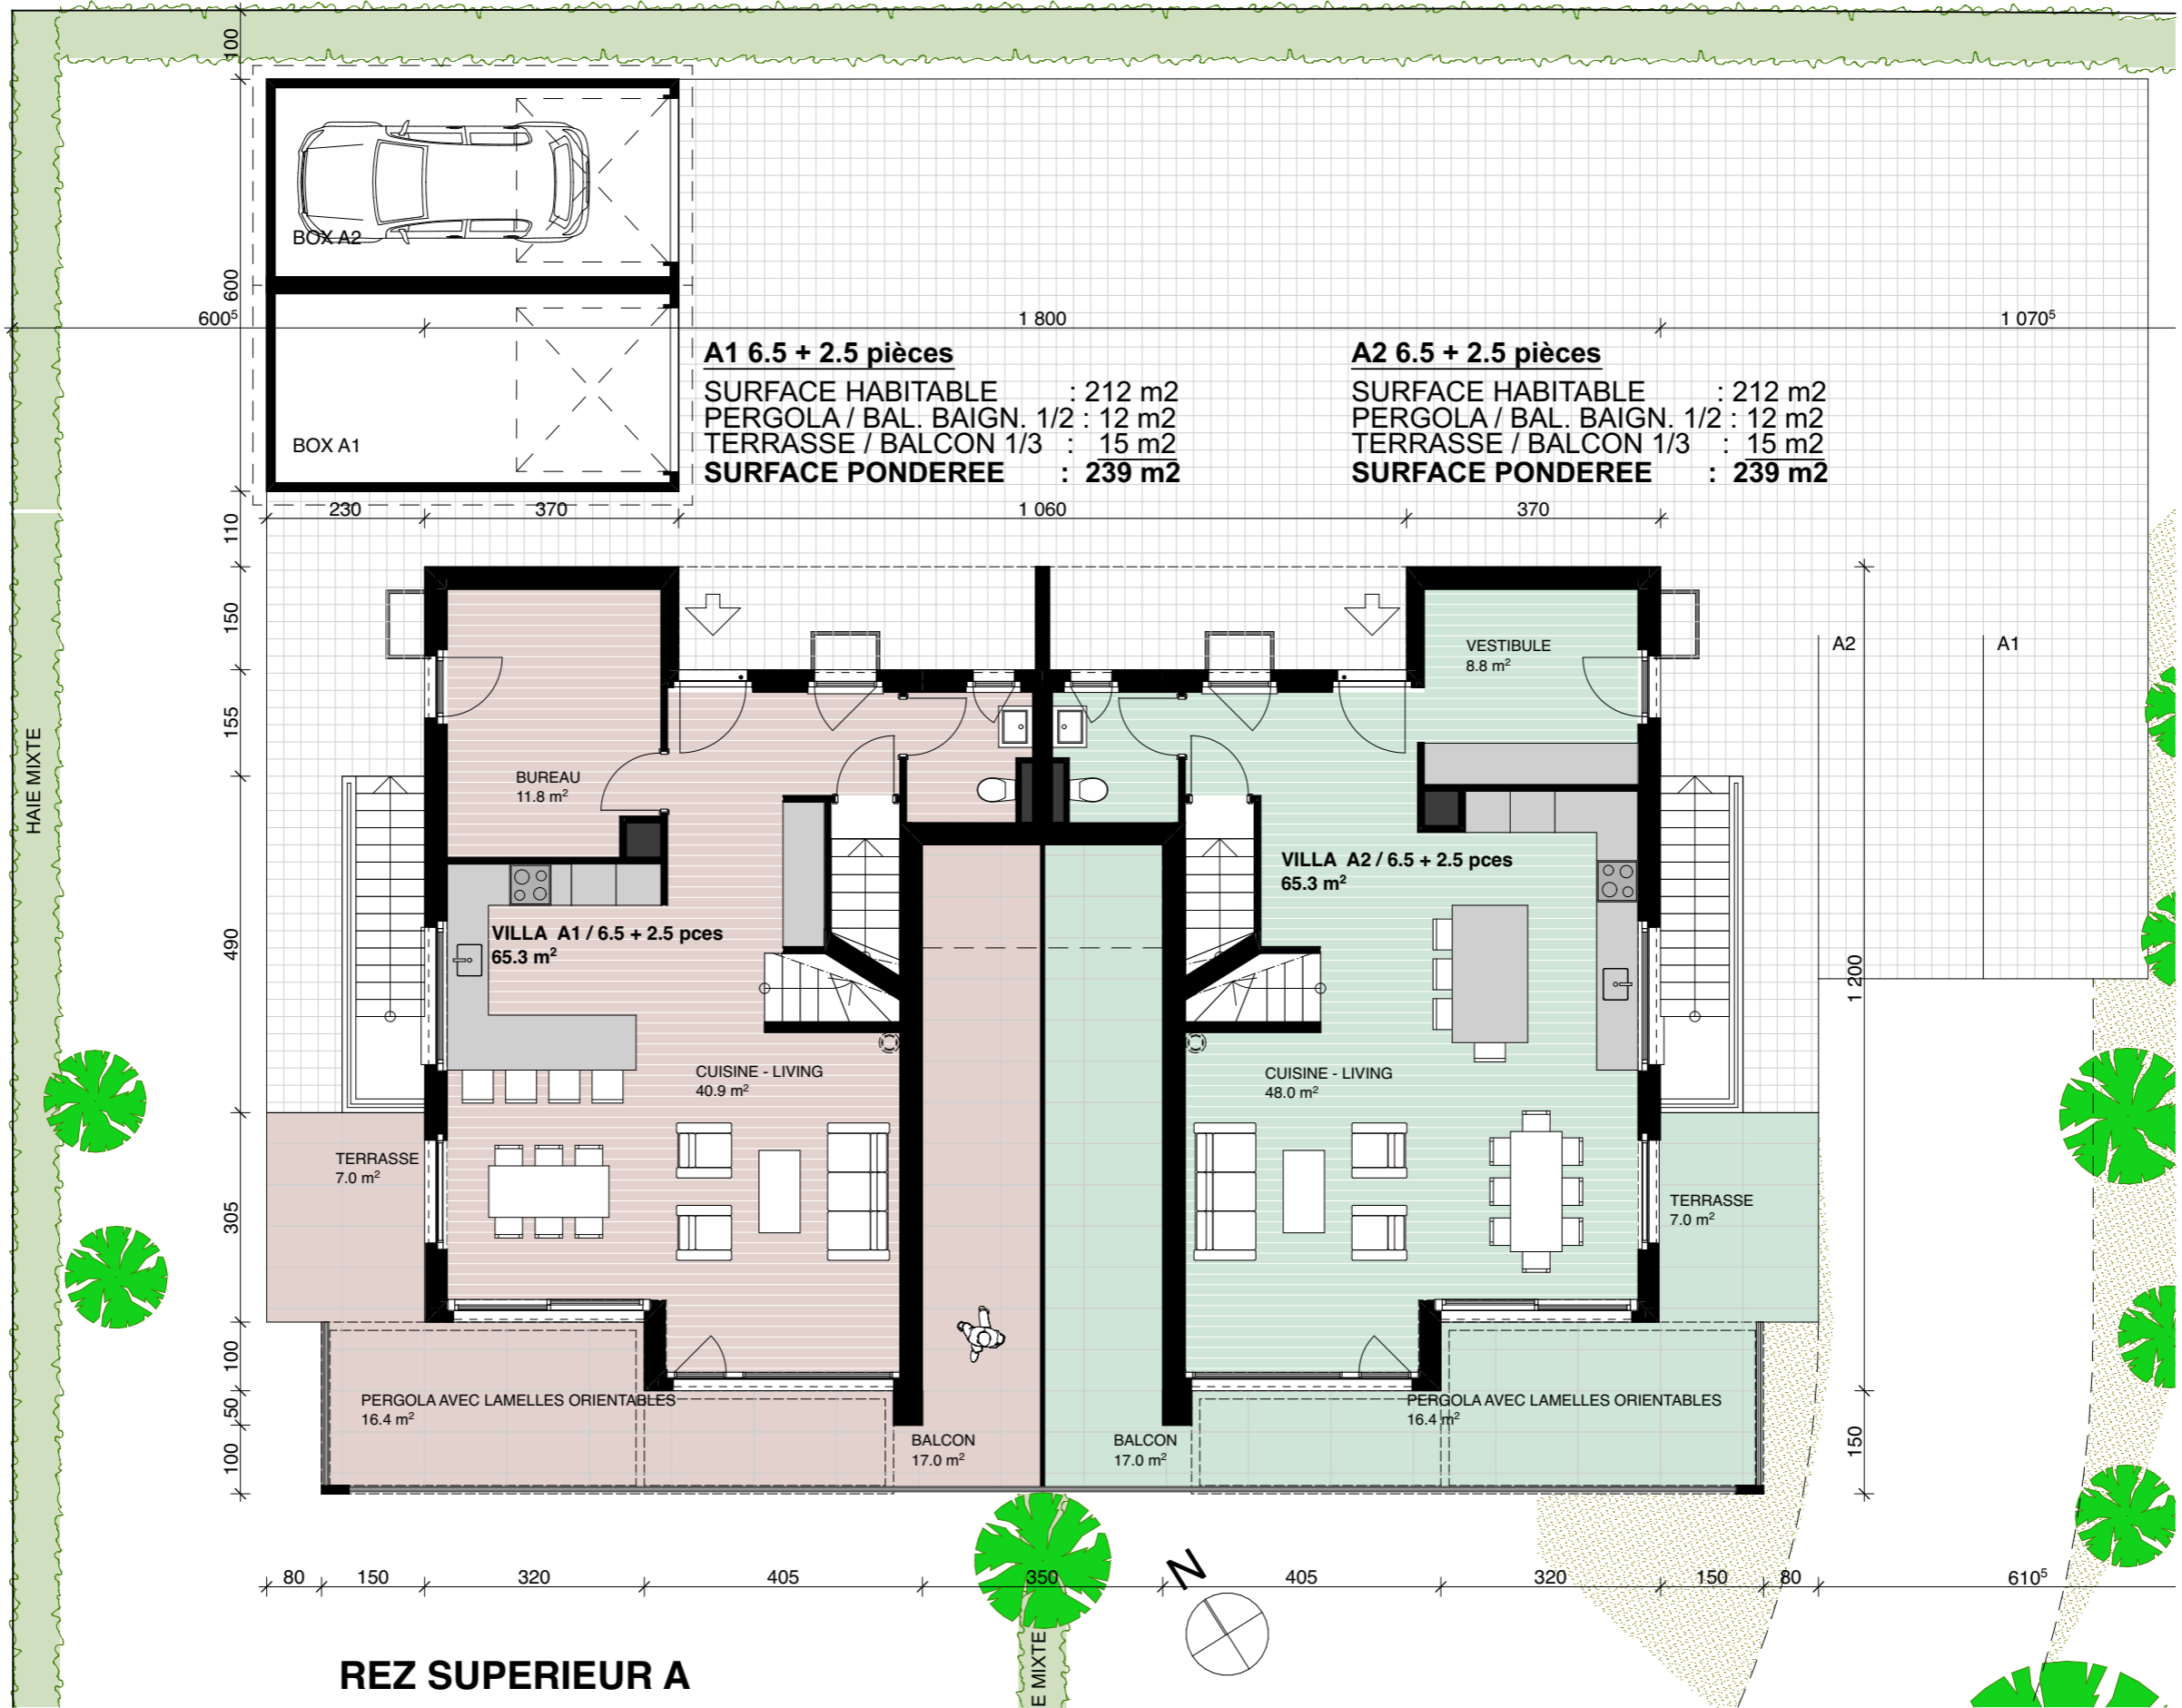 100
BOX A2
600
600⁵
1 800
1 070⁵
A1 6.5 + 2.5 pièces
SURFACE HABITABLE : 212 m2
PERGOLA / BAL. BAIGN. 1/2 : 12 m2
TERRASSE / BALCON 1/3 : 15 m2
SURFACE PONDEREE : 239 m2
A2 6.5 + 2.5 pièces
SURFACE HABITABLE : 212 m2
PERGOLA / BAL. BAIGN. 1/2 : 12 m2
TERRASSE / BALCON 1/3 : 15 m2
SURFACE PONDEREE : 239 m2
BOX A1
230
370
1 060
370
110
150
155
490
305
100
50
100
HAIE MIXTE
VESTIBULE
8.8 m²
A2
A1
BUREAU
11.8 m²
VILLA A1 / 6.5 + 2.5 pces
65.3 m²
VILLA A2 / 6.5 + 2.5 pces
65.3 m²
1 200
CUISINE - LIVING
40.9 m²
CUISINE - LIVING
48.0 m²
TERRASSE
7.0 m²
TERRASSE
7.0 m²
PERGOLA AVEC LAMELLES ORIENTABLES
16.4 m²
PERGOLA AVEC LAMELLES ORIENTABLES
16.4 m²
BALCON
17.0 m²
BALCON
17.0 m²
150
80
150
320
405
350
405
320
150
80
610⁵
N
E MIXTE
REZ SUPERIEUR A